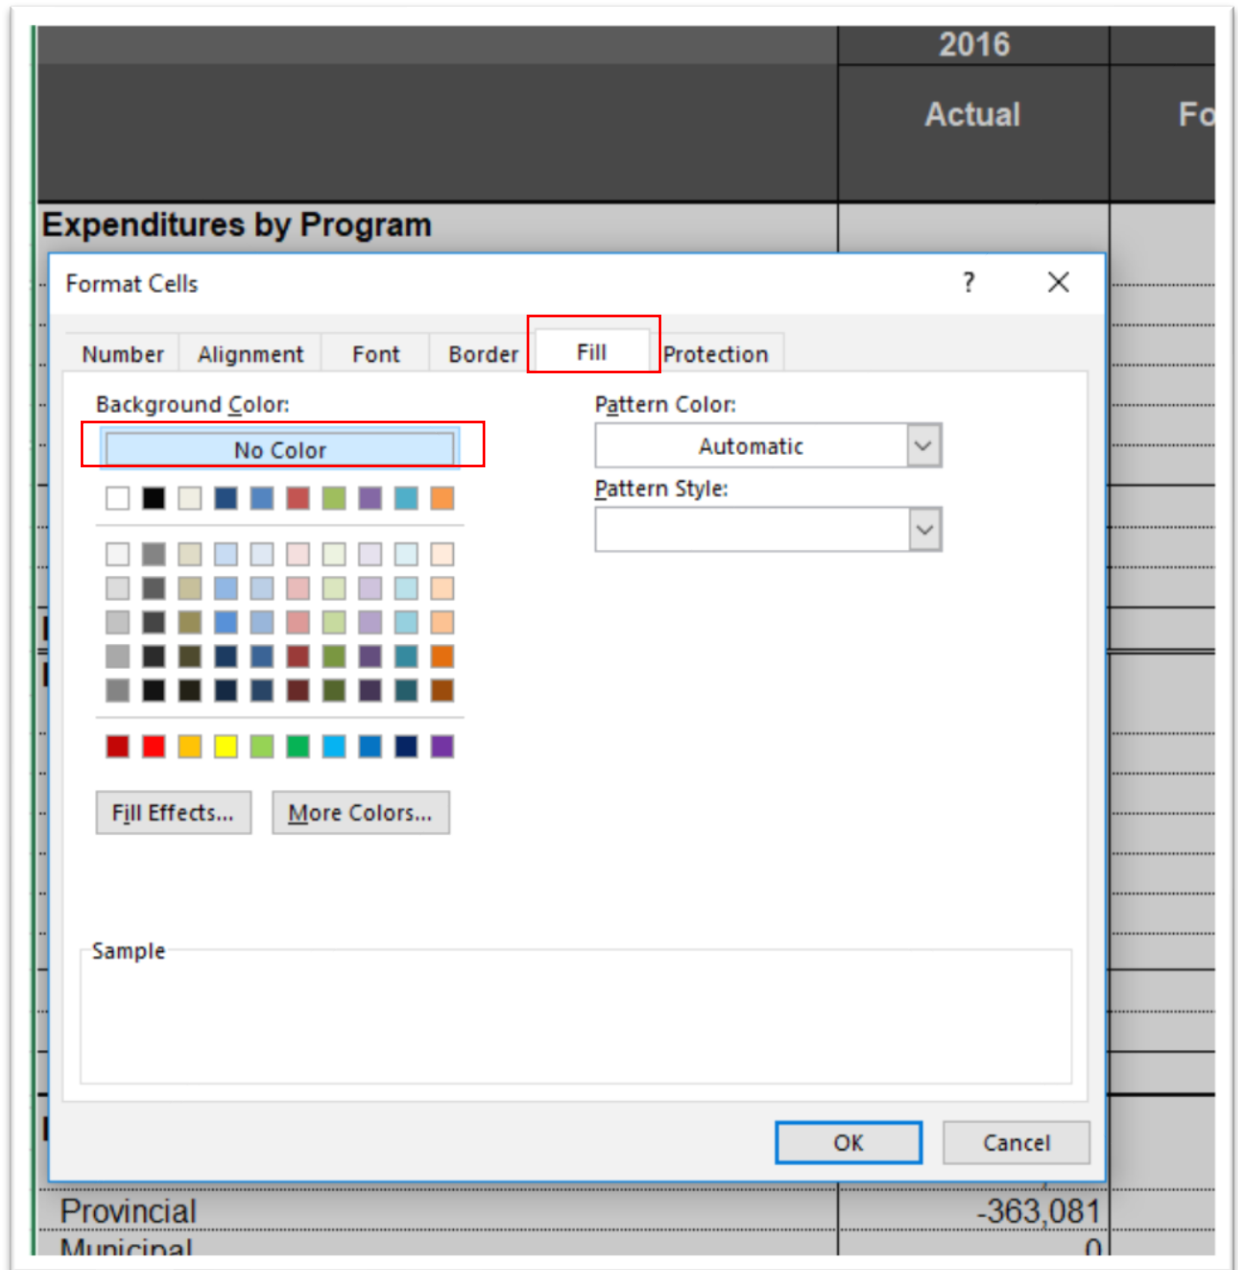 2016
Actual
Fo
Expenditures by Program
Format Cells
?
Number Alignment Font Border Fill Protection
Background Color:
Pattern Color:
No Color
Automatic
Pattern Style:
Fill Effects...
More Colors...
Sample
OK
Cancel
Provincial -363,081
Municipal 0